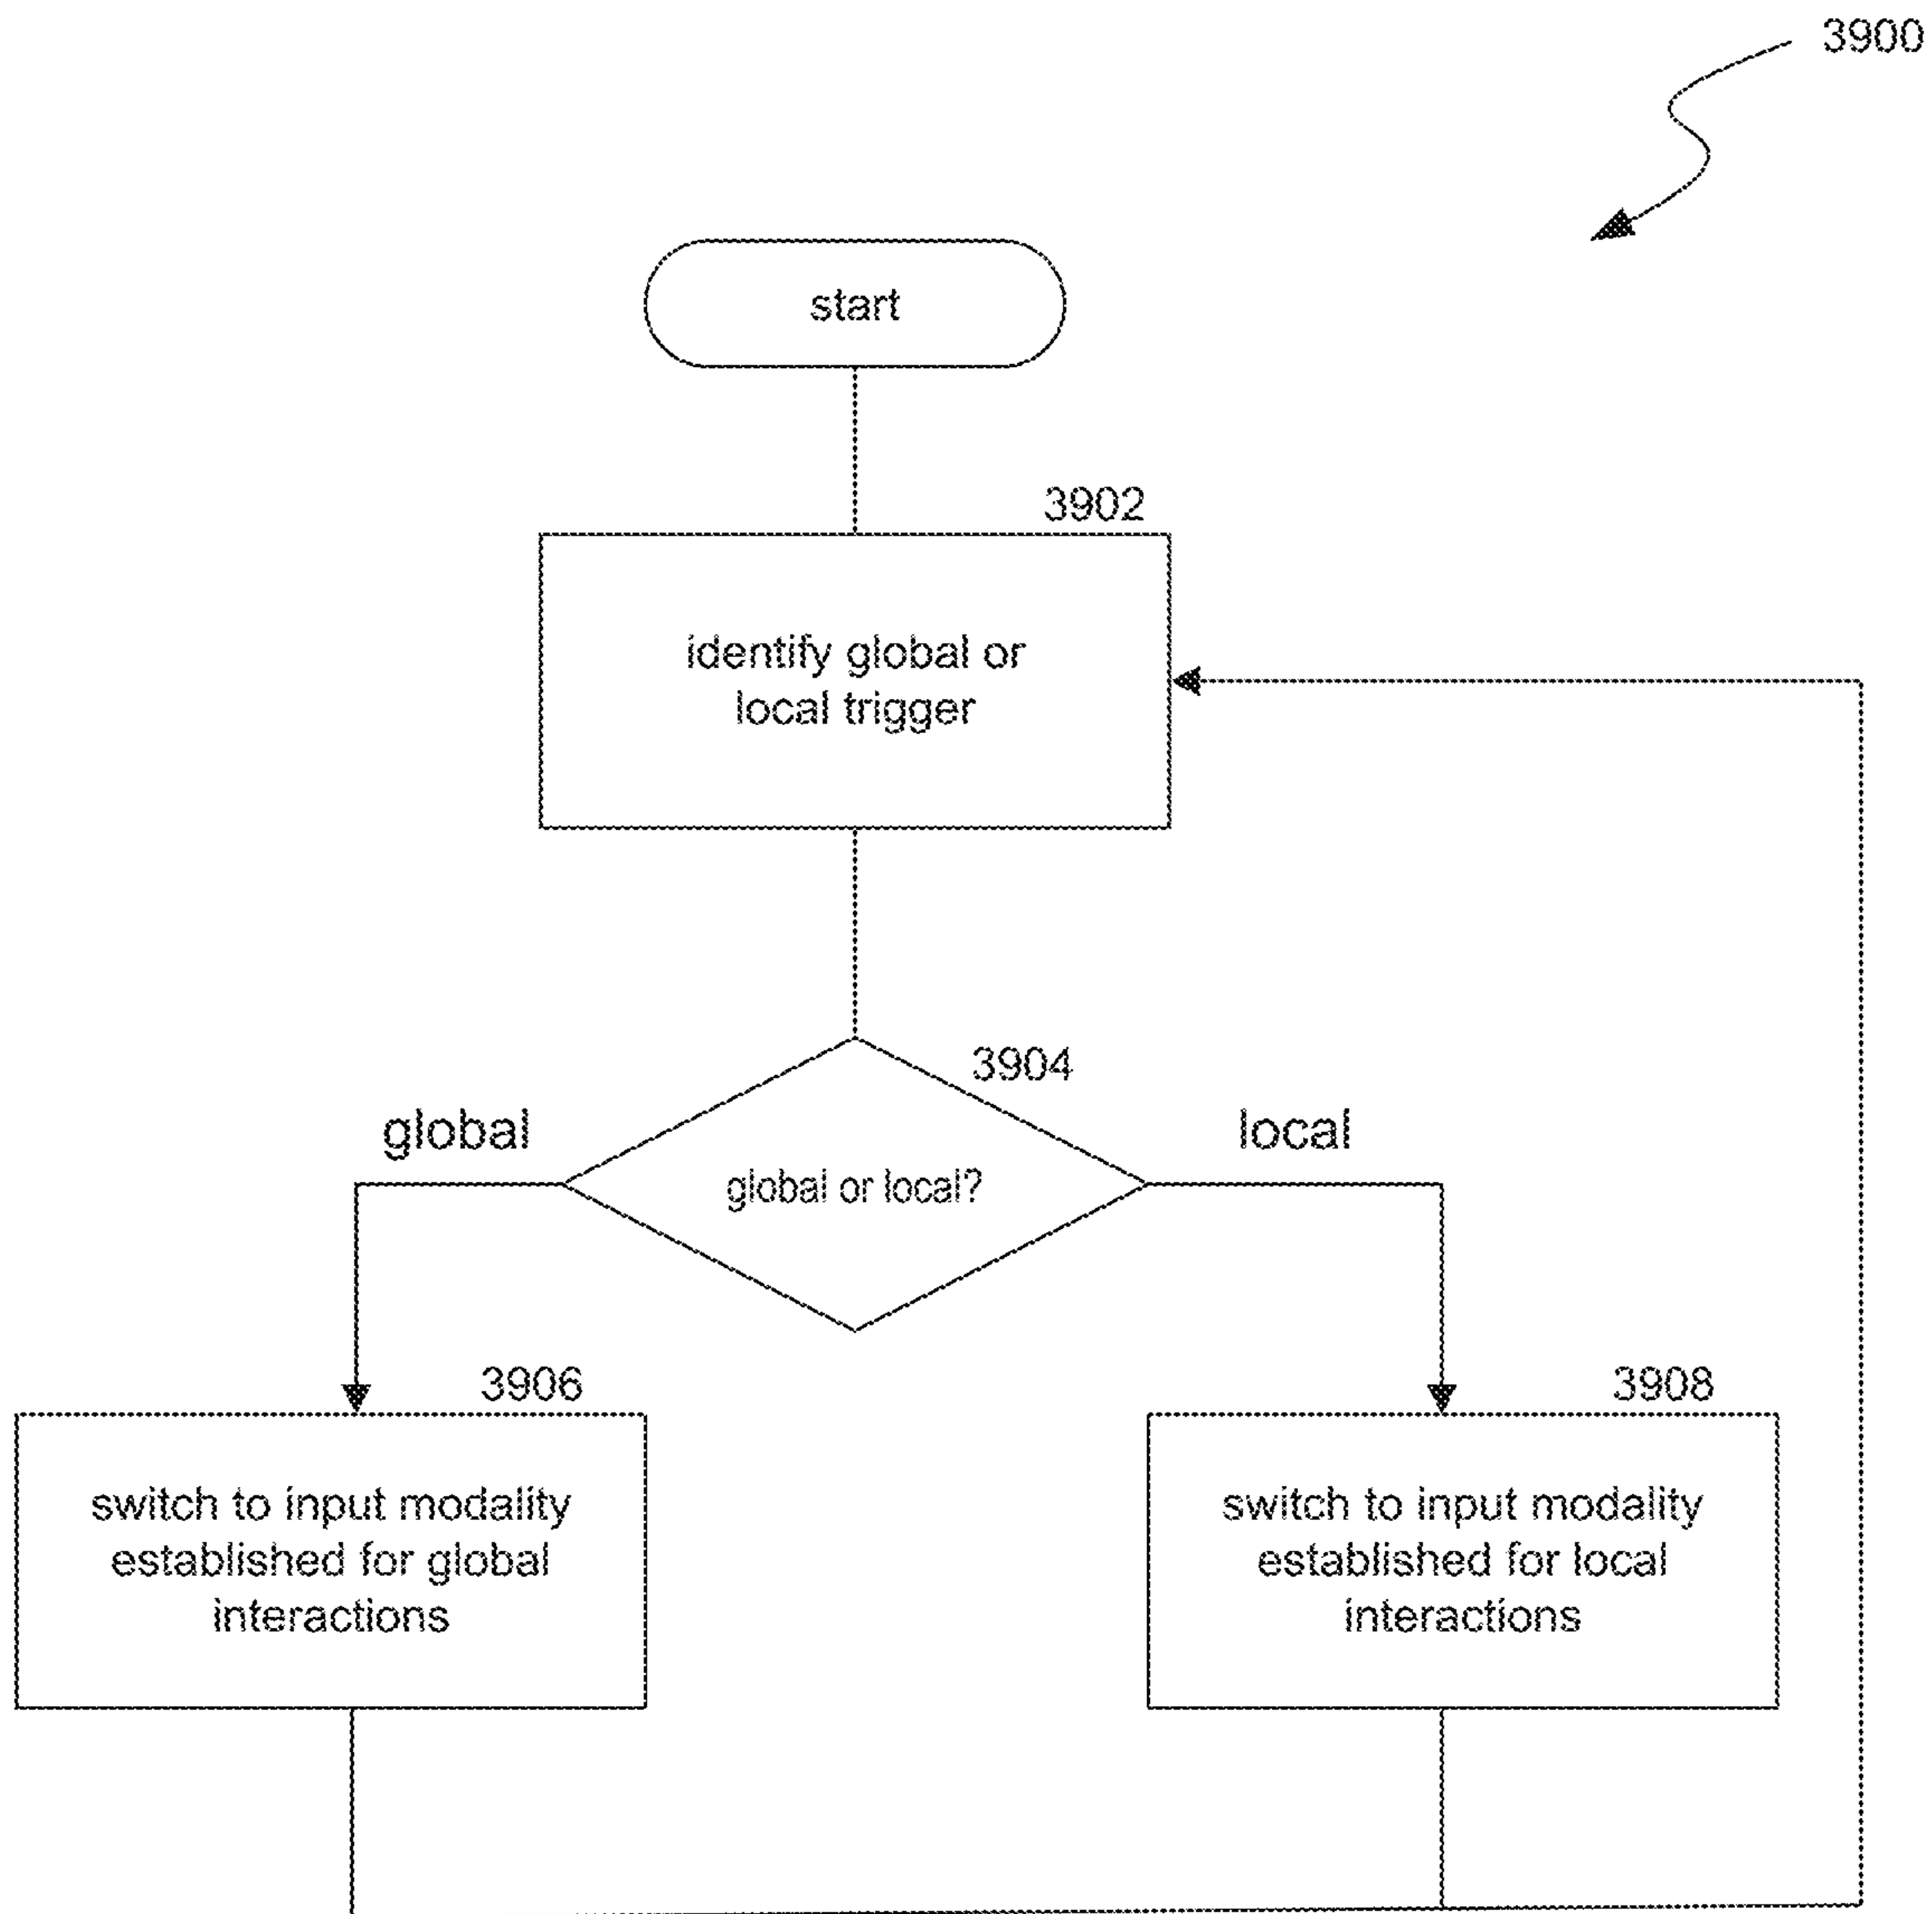 3900
start
3902
identify global or
local trigger
3904
global
local
global or local?
3906
3908
switch to input modality
established for global
interactions
switch to input modality
established for local
interactions